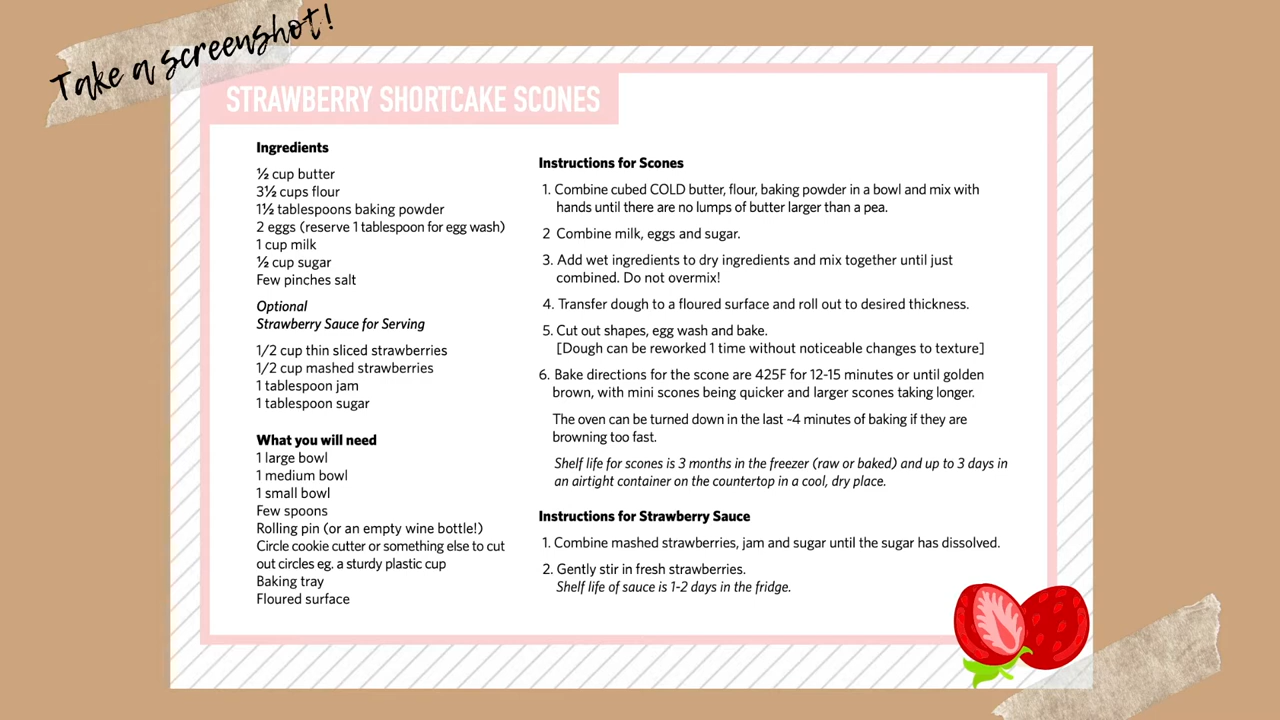 Take a screenshot!
STRAWBERRY SHORTCAKE SCONES
Ingredients
½ cup butter
3½ cups flour
1½ tablespoons baking powder
2 eggs (reserve 1 tablespoon for egg wash)
1 cup milk
½ cup sugar
Few pinches salt
Optional
Strawberry Sauce for Serving
1/2 cup thin sliced strawberries
1/2 cup mashed strawberries
1 tablespoon jam
1 tablespoon sugar
What you will need
1 large bowl
1 medium bowl
1 small bowl
Few spoons
Rolling pin (or an empty wine bottle!)
Circle cookie cutter or something else to cut
out circles eg. a sturdy plastic cup
Baking tray
Floured surface
Instructions for Scones
1. Combine cubed COLD butter, flour, baking powder in a bowl and mix with
hands until there are no lumps of butter larger than a pea.
2 Combine milk, eggs and sugar.
3. Add wet ingredients to dry ingredients and mix together until just
combined. Do not overmix!
4. Transfer dough to a floured surface and roll out to desired thickness.
5. Cut out shapes, egg wash and bake.
[Dough can be reworked 1 time without noticeable changes to texture]
6. Bake directions for the scone are 425F for 12-15 minutes or until golden
brown, with mini scones being quicker and larger scones taking longer.
The oven can be turned down in the last ~4 minutes of baking if they are
browning too fast.
Shelf life for scones is 3 months in the freezer (raw or baked) and up to 3 days in
an airtight container on the countertop in a cool, dry place.
Instructions for Strawberry Sauce
1. Combine mashed strawberries, jam and sugar until the sugar has dissolved.
2. Gently stir in fresh strawberries.
Shelf life of sauce is 1-2 days in the fridge.